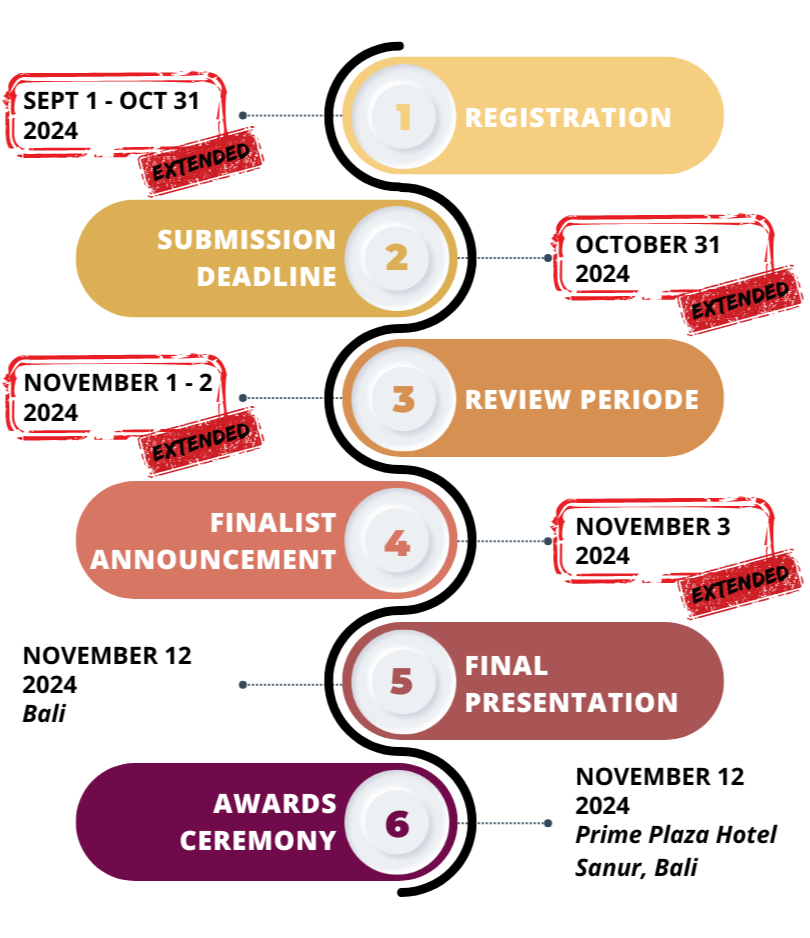 SEPT 1 - OCT 31
2024
EXTENDED
1
REGISTRATION
SUBMISSION
DEADLINE
2
OCTOBER 31
2024
EXTENDED
NOVEMBER 1 - 2
2024
EXTENDED
3
REVIEW PERIODE
FINALIST
ANNOUNCEMENT
4
NOVEMBER 3
2024
EXTENDED
NOVEMBER 12
2024
Bali
5
FINAL
PRESENTATION
AWARDS
CEREMONY
6
NOVEMBER 12
2024
Prime Plaza Hotel
Sanur, Bali